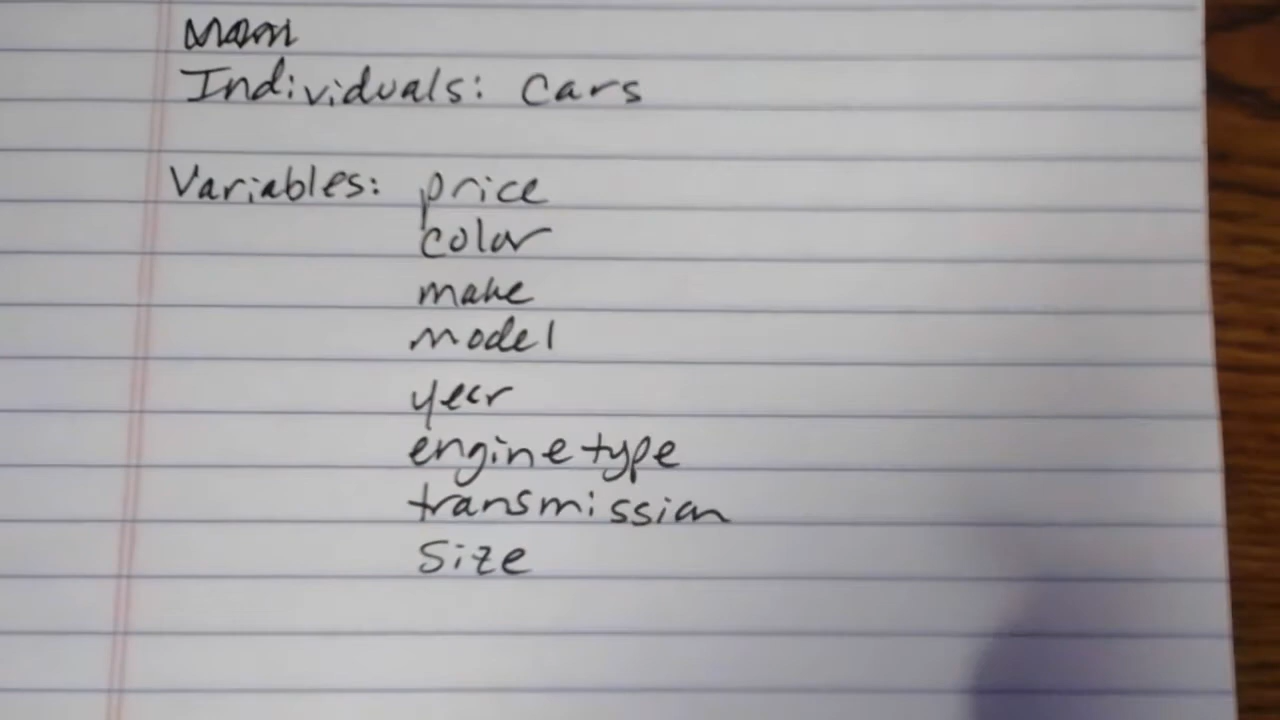 Individuals: Cars
Variables: price
color
make
model
year
engine type
transmission
Size